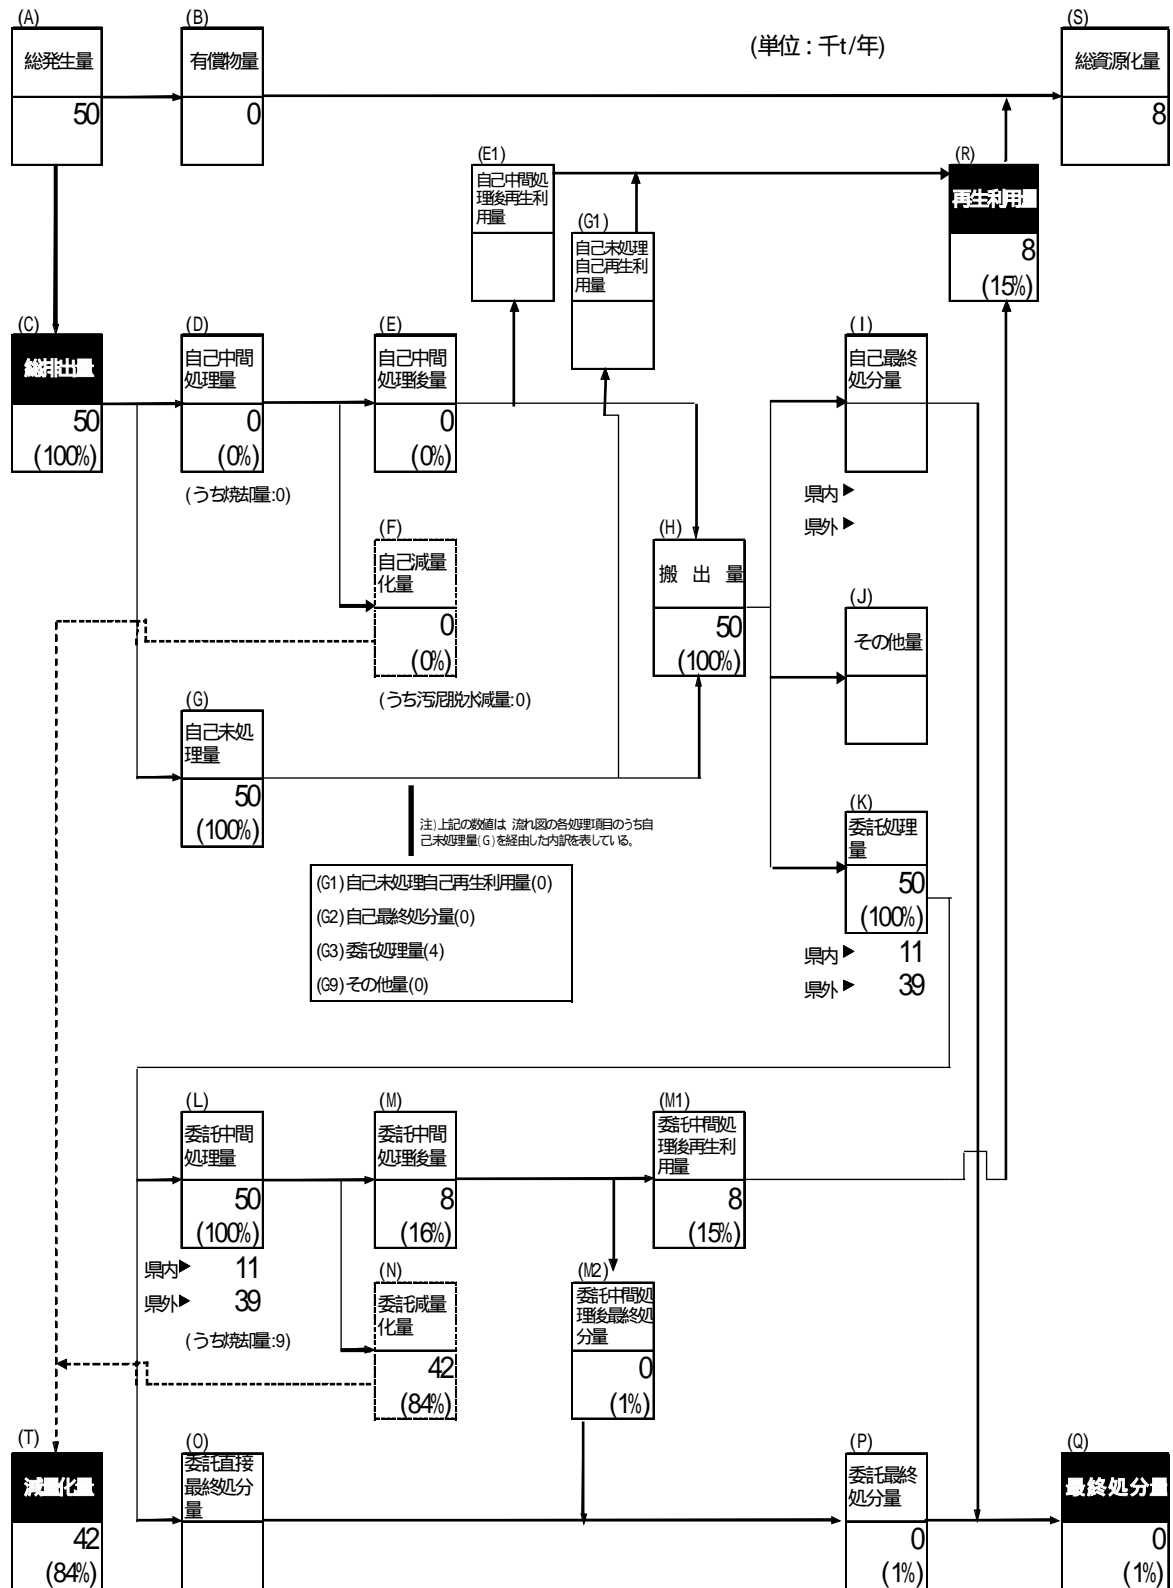 (A)
総発生量
50
(B)
有償物量
0
(単位：千t/年)
(S)
総資源化量
8
(E1)
自己中間処
理後再生利
用量
(G1)
自己未処理
自己再生利
用量
(R)
再生利用量
8
(15%)
(C)
総排出量
50
(100%)
(D)
自己中間
処理量
0
(0%)
(うち焼却量:0)
(E)
自己中間
処理後量
0
(0%)
(I)
自己最終
処分量
県内▶
県外▶
(F)
自己減量
化量
0
(0%)
(うち汚泥脱水減量:0)
(H)
搬 出 量
50
(100%)
(J)
その他量
(G)
自己未処
理量
50
(100%)
注)上記の数値は 流れ図の各処理項目のうち自
己未処理量(G)を経由した内訳を表している。
(G1)自己未処理自己再生利用量(0)
(G2)自己最終処分量(0)
(G3)委託処理量(4)
(G9)その他量(0)
(K)
委託処理
量
50
(100%)
県内▶ 11
県外▶ 39
(L)
委託中間
処理量
50
(100%)
県内▶ 11
県外▶ 39
(うち焼却量:9)
(M)
委託中間
処理後量
8
(16%)
(M1)
委託中間処
理後再生利
用量
8
(15%)
(N)
委託減量
化量
42
(84%)
(M2)
委託中間処
理後最終処
分量
0
(1%)
(T)
減量化量
42
(84%)
(O)
委託直接
最終処分
量
(P)
委託最終
処分量
0
(1%)
(Q)
最終処分量
0
(1%)